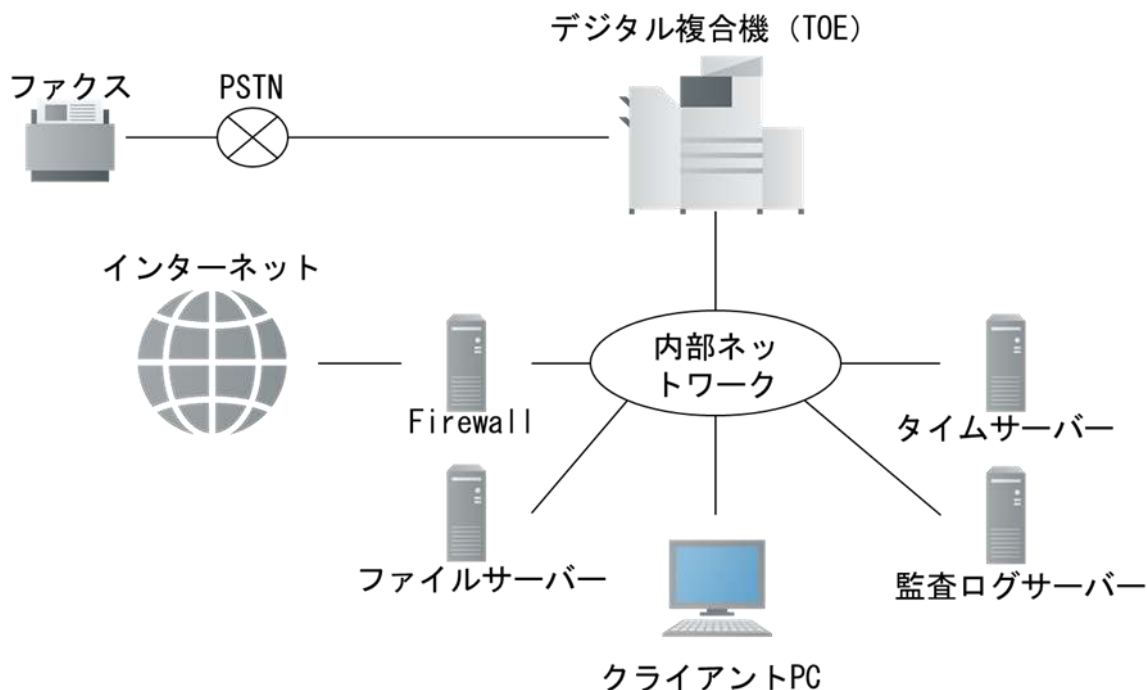 デジタル複合機（TOE）
ファクス
PSTN
インターネット
内部ネッ
トワーク
Firewall
タイムサーバー
ファイルサーバー
監査ログサーバー
クライアントPC